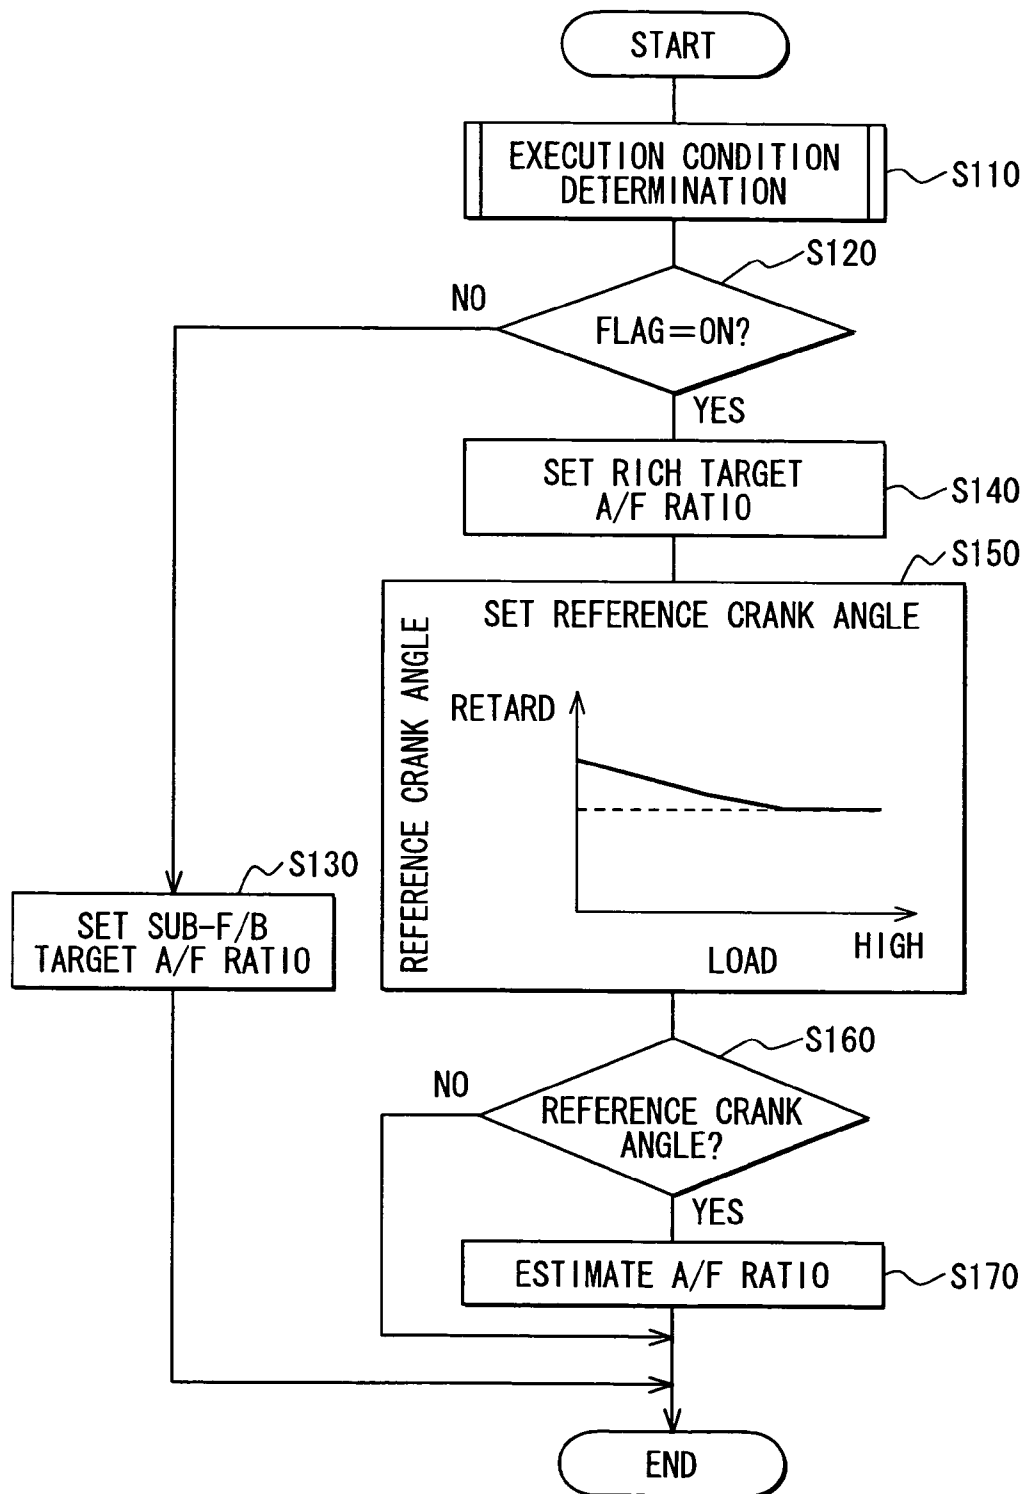 START
EXECUTION CONDITION
DETERMINATION
S110
S120
NO
FLAG=ON?
YES
SET RICH TARGET
A/F RATIO
S140
S150
SET REFERENCE CRANK ANGLE
REFERENCE CRANK ANGLE
RETARD
HIGH
LOAD
S130
SET SUB-F/B
TARGET A/F RATIO
S160
NO
REFERENCE CRANK
ANGLE?
YES
ESTIMATE A/F RATIO
S170
END